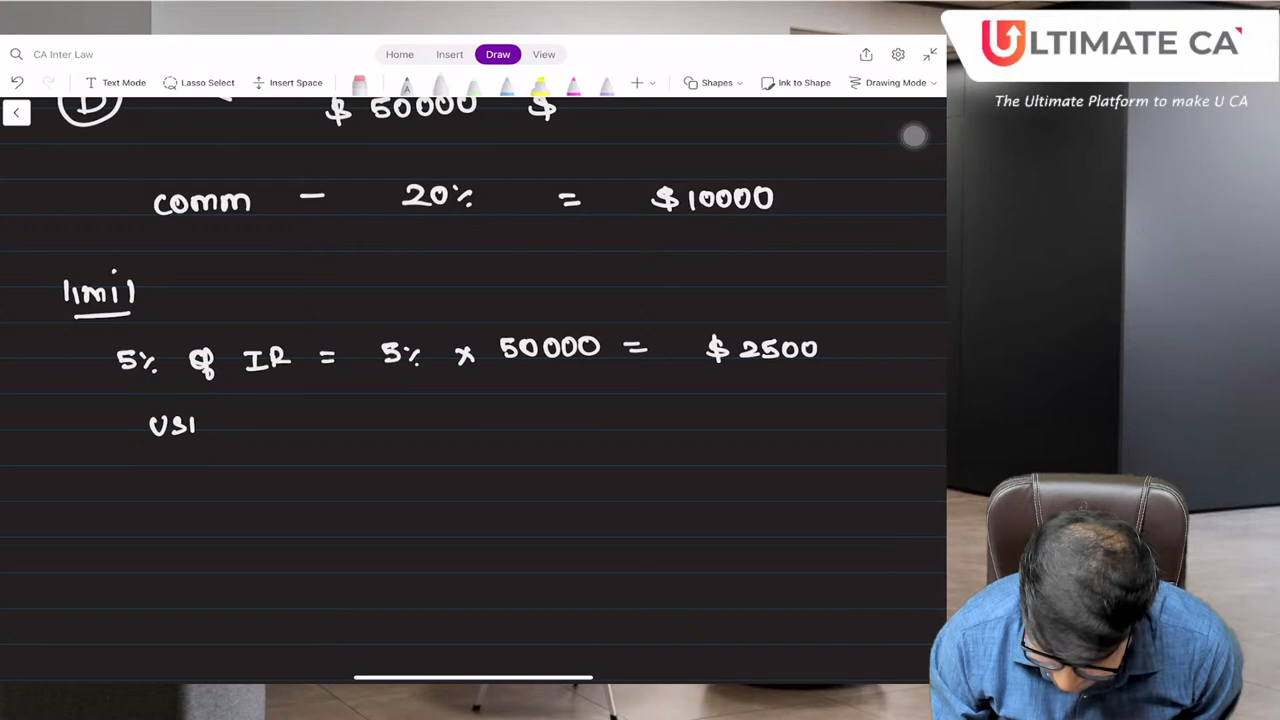 ULTIMATE CA
The Ultimate Platform to make U CA
CA Inter Law
Home Insert Draw View
Text Mode Lasso Select Insert Space Shapes Ink to Shape Drawing Mode
D $ 50000 $
comm - 20% = $10000
limit
5% of IR = 5% × 50000 = $ 2500
USI